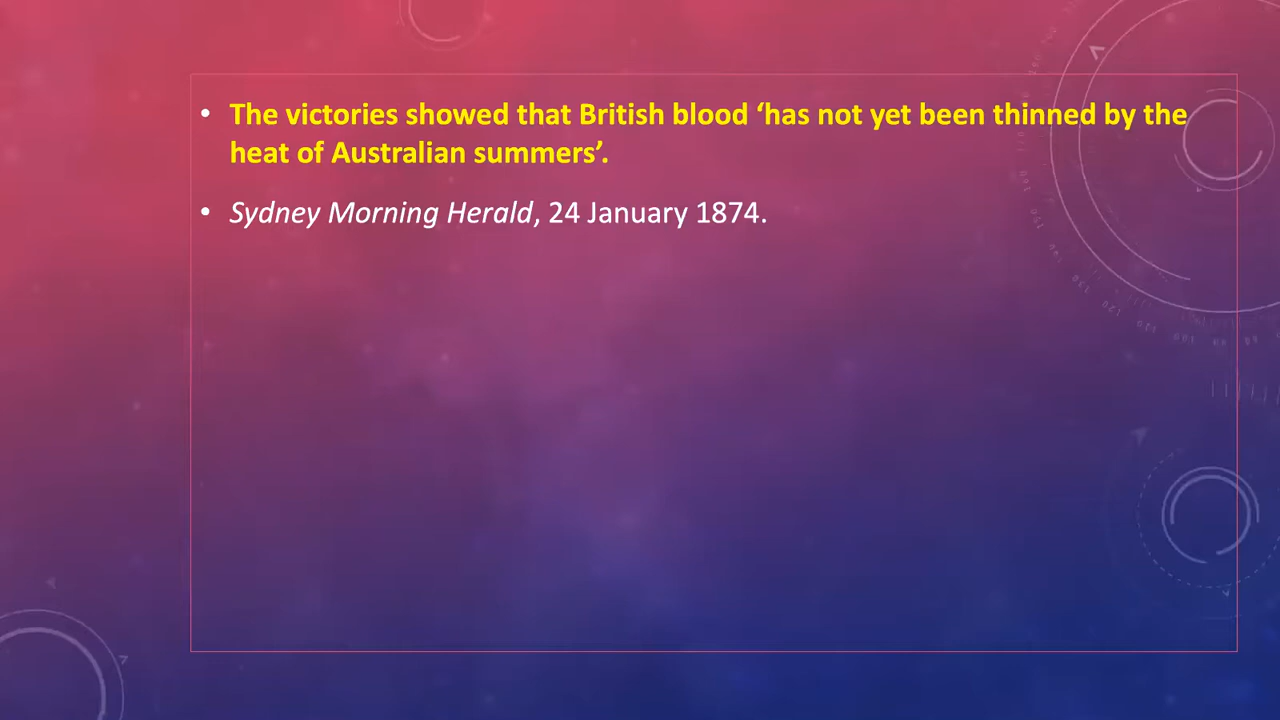 • The victories showed that British blood ‘has not yet been thinned by the
heat of Australian summers’.
• Sydney Morning Herald, 24 January 1874.